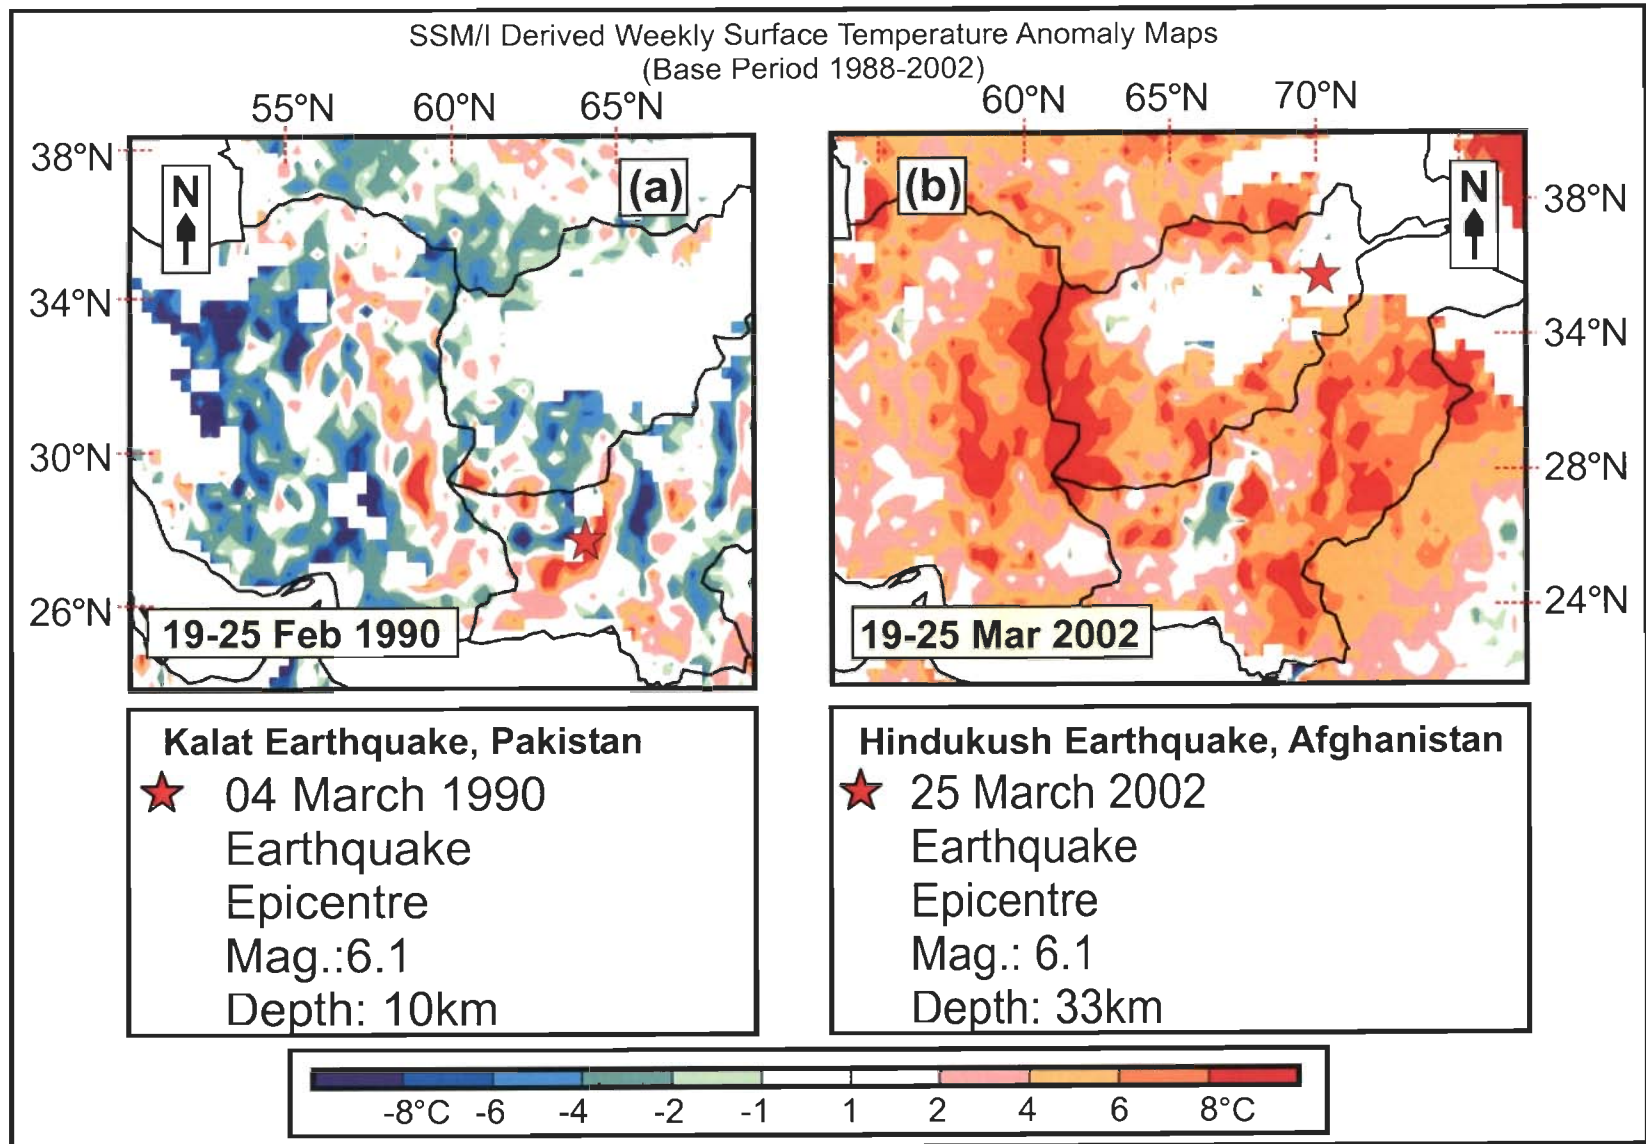 SSM/I Derived Weekly Surface Temperature Anomaly Maps
(Base Period 1988-2002)
55°N 60°N 65°N
60°N 65°N 70°N
38°N
34°N
30°N
26°N
N
(a)
19-25 Feb 1990
(b)
N
38°N
34°N
28°N
24°N
19-25 Mar 2002
Kalat Earthquake, Pakistan
04 March 1990
Earthquake
Epicentre
Mag.:6.1
Depth: 10km
Hindukush Earthquake, Afghanistan
25 March 2002
Earthquake
Epicentre
Mag.: 6.1
Depth: 33km
-8°C -6 -4 -2 -1 1 2 4 6 8°C